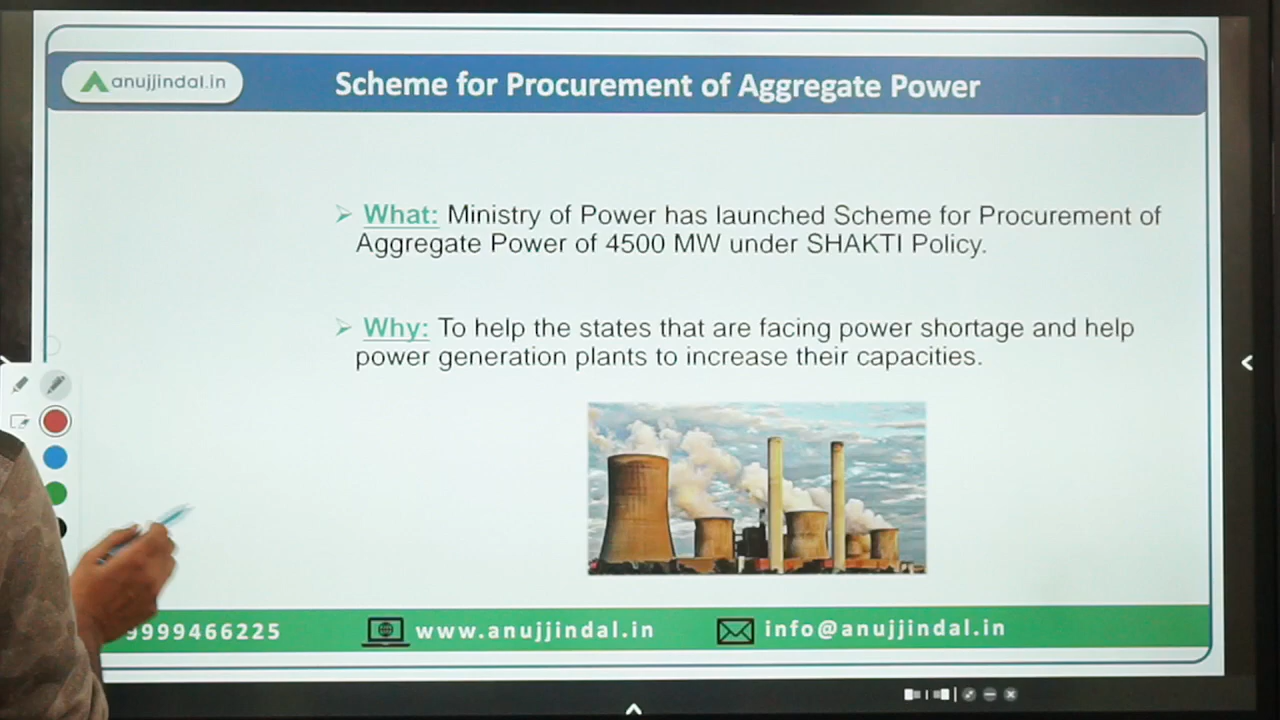 anujjindal.in
Scheme for Procurement of Aggregate Power
What: Ministry of Power has launched Scheme for Procurement of
Aggregate Power of 4500 MW under SHAKTI Policy.
Why: To help the states that are facing power shortage and help
power generation plants to increase their capacities.
9999466225
www.anujjindal.in
info@anujjindal.in